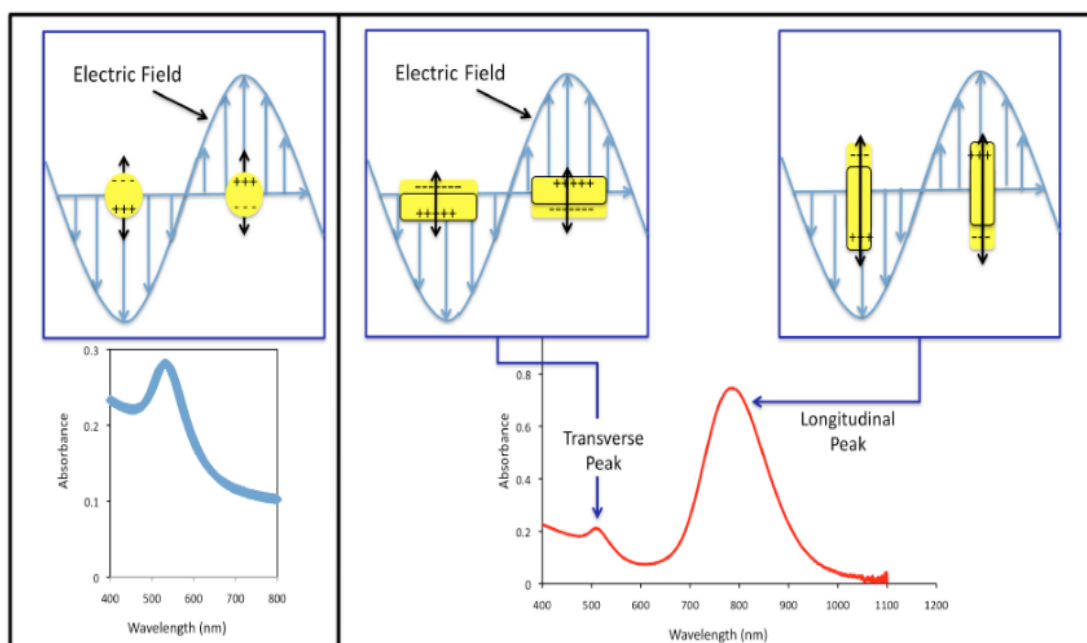 Electric Field
- - -
+++
+++
- - -
0.3
0.2
0.1
0
Absorbance
400 500 600 700 800
Wavelength (nm)
Electric Field
-------
+++++
+++++
-------
---
+++
+++
---
0.8
0.6
0.4
0.2
0.0
Absorbance
Transverse
Peak
Longitudinal
Peak
400 500 600 700 800 900 1000 1100 1200
Wavelength (nm)